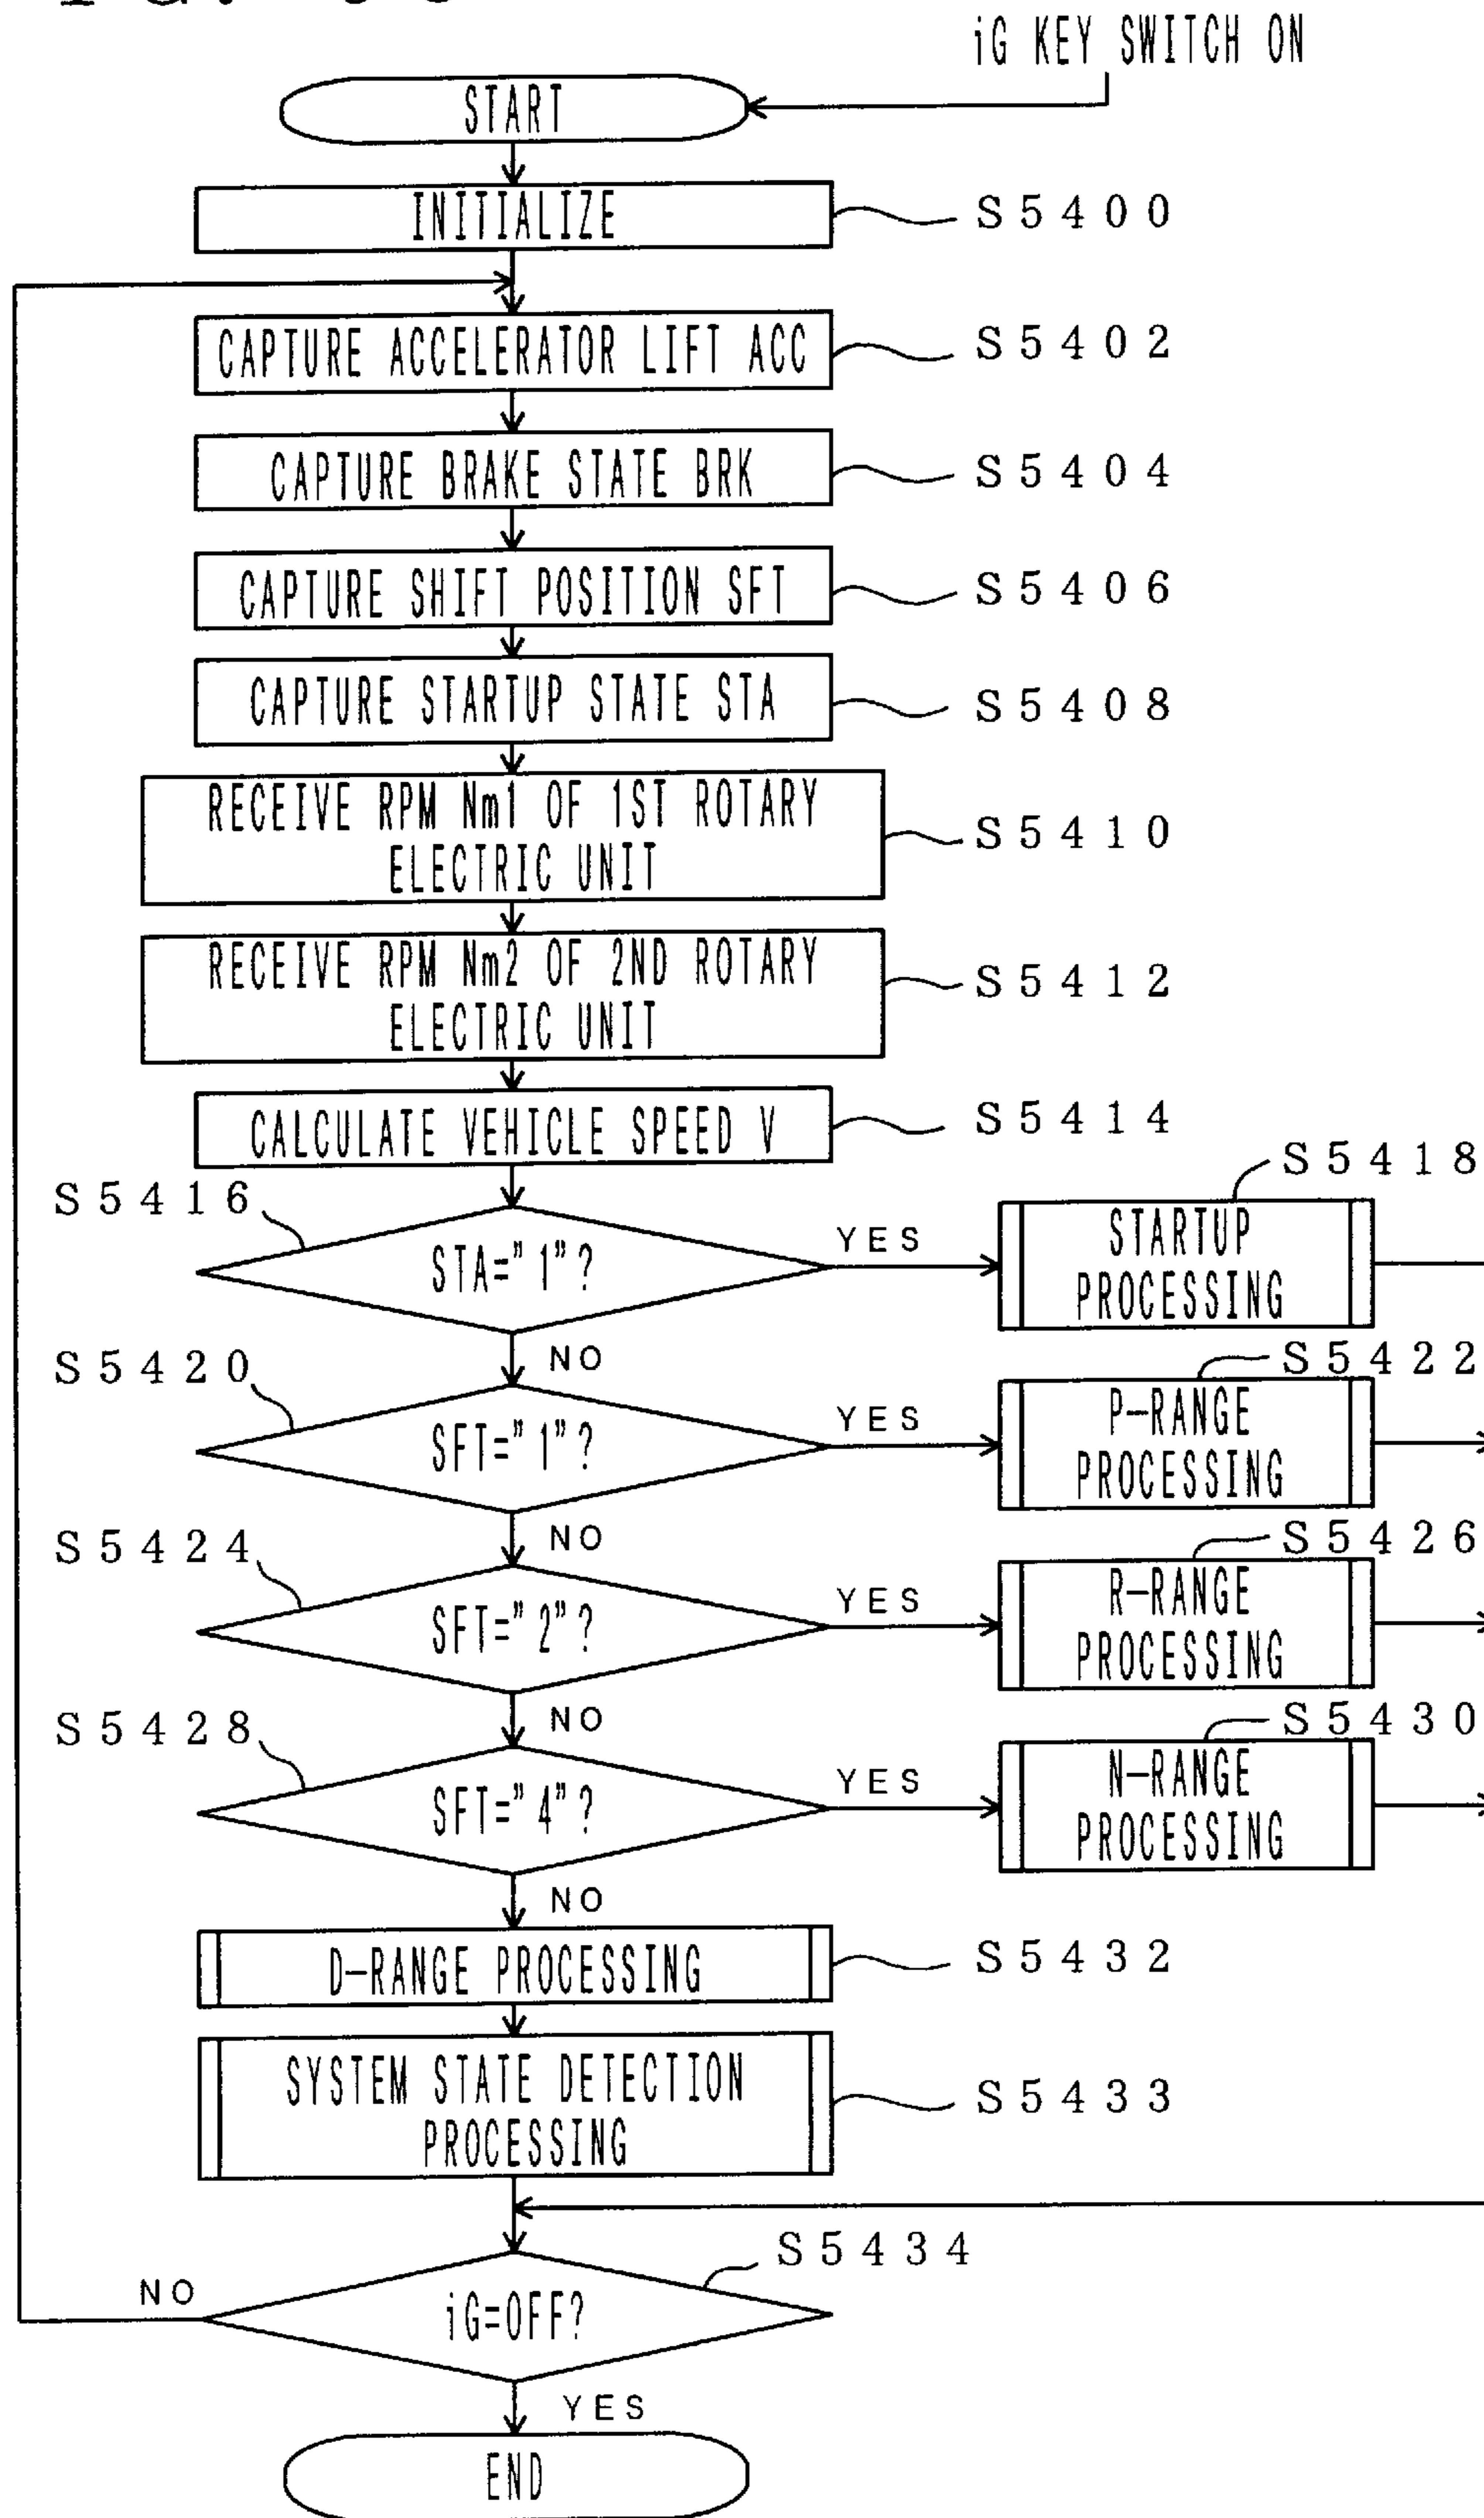 iG KEY SWITCH ON
START
INITIALIZE
S5400
CAPTURE ACCELERATOR LIFT ACC
S5402
CAPTURE BRAKE STATE BRK
S5404
CAPTURE SHIFT POSITION SFT
S5406
CAPTURE STARTUP STATE STA
S5408
RECEIVE RPM Nm1 OF 1ST ROTARY
ELECTRIC UNIT
S5410
RECEIVE RPM Nm2 OF 2ND ROTARY
ELECTRIC UNIT
S5412
CALCULATE VEHICLE SPEED V
S5414
S5416
STA="1"?
YES
S5418
STARTUP
PROCESSING
NO
S5420
SFT="1"?
YES
S5422
P-RANGE
PROCESSING
NO
S5424
SFT="2"?
YES
S5426
R-RANGE
PROCESSING
NO
S5428
SFT="4"?
YES
S5430
N-RANGE
PROCESSING
NO
D-RANGE PROCESSING
S5432
SYSTEM STATE DETECTION
PROCESSING
S5433
S5434
iG=OFF?
NO
YES
END